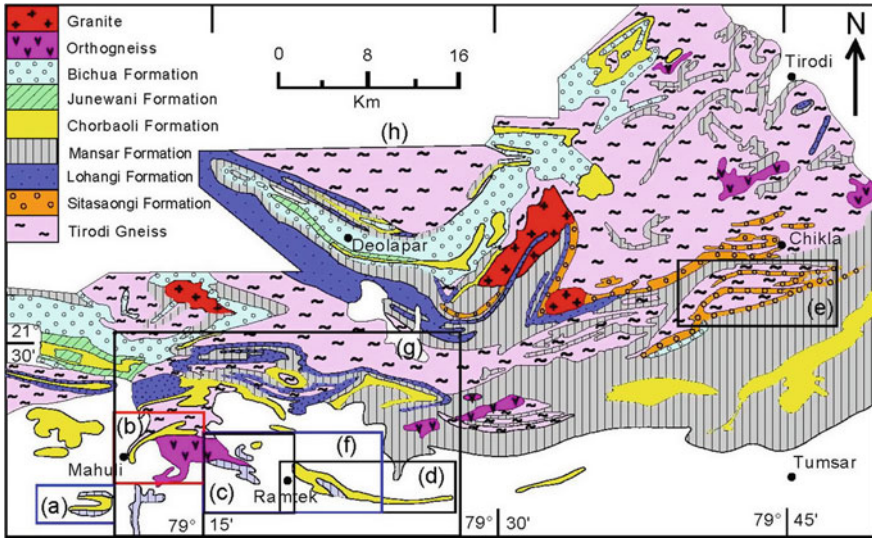 Granite
Orthogneiss
Bichua Formation
Junewani Formation
Chorbaoli Formation
Mansar Formation
Lohangi Formation
Sitasaongi Formation
Tirodi Gneiss
0 8 16
Km
N
Tirodi
(h)
Deolapar
Chikla
(e)
21°
30'
(g)
(b)
(f)
Mahuli
(d)
(a)
(c)
Ramtek
Tumsar
79° 15'
79° 30'
79° 45'